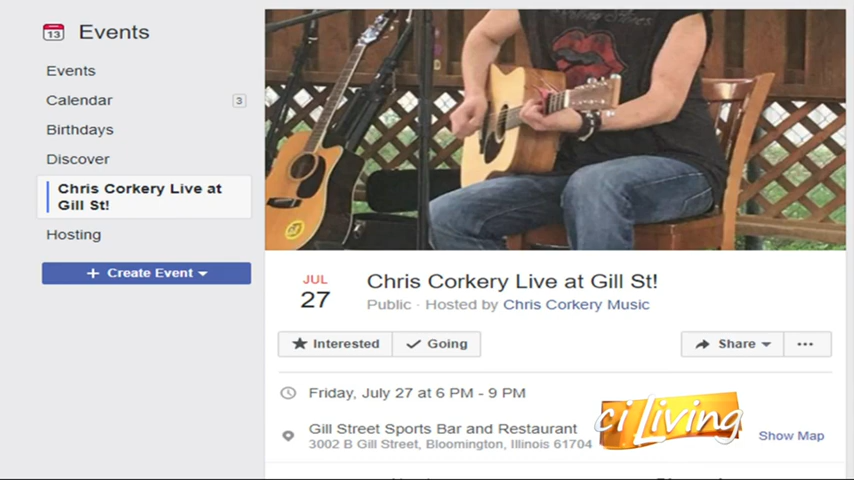 13 Events
Events
Calendar 3
Birthdays
Discover
Chris Corkery Live at
Gill St!
Hosting
+ Create Event
JUL
27
Chris Corkery Live at Gill St!
Public · Hosted by Chris Corkery Music
Interested
Going
Share
Friday, July 27 at 6 PM - 9 PM
Gill Street Sports Bar and Restaurant
3002 B Gill Street, Bloomington, Illinois 61704
Show Map
ciLiving